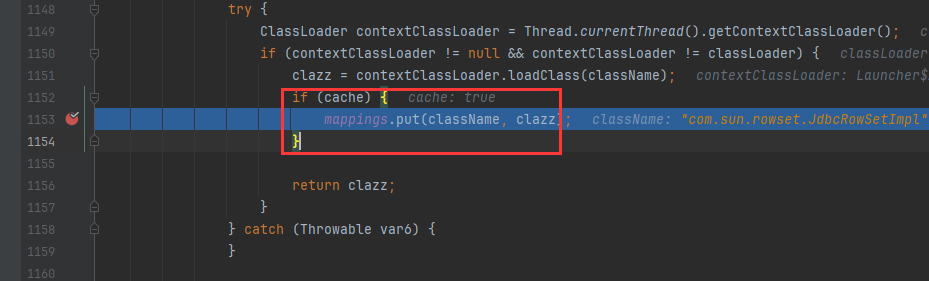 1148 try {
1149 ClassLoader contextClassLoader = Thread.currentThread().getContextClassLoader(); c
1150 if (contextClassLoader != null && contextClassLoader != classLoader) { classLoader
1151 clazz = contextClassLoader.loadClass(className); contextClassLoader: Launcher$
1152 if (cache) { cache: true
1153 mappings.put(className, clazz); className: "com.sun.rowset.JdbcRowSetImpl"
1154 }
1155
1156 return clazz;
1157 }
1158 } catch (Throwable var6) {
1159 }
1160